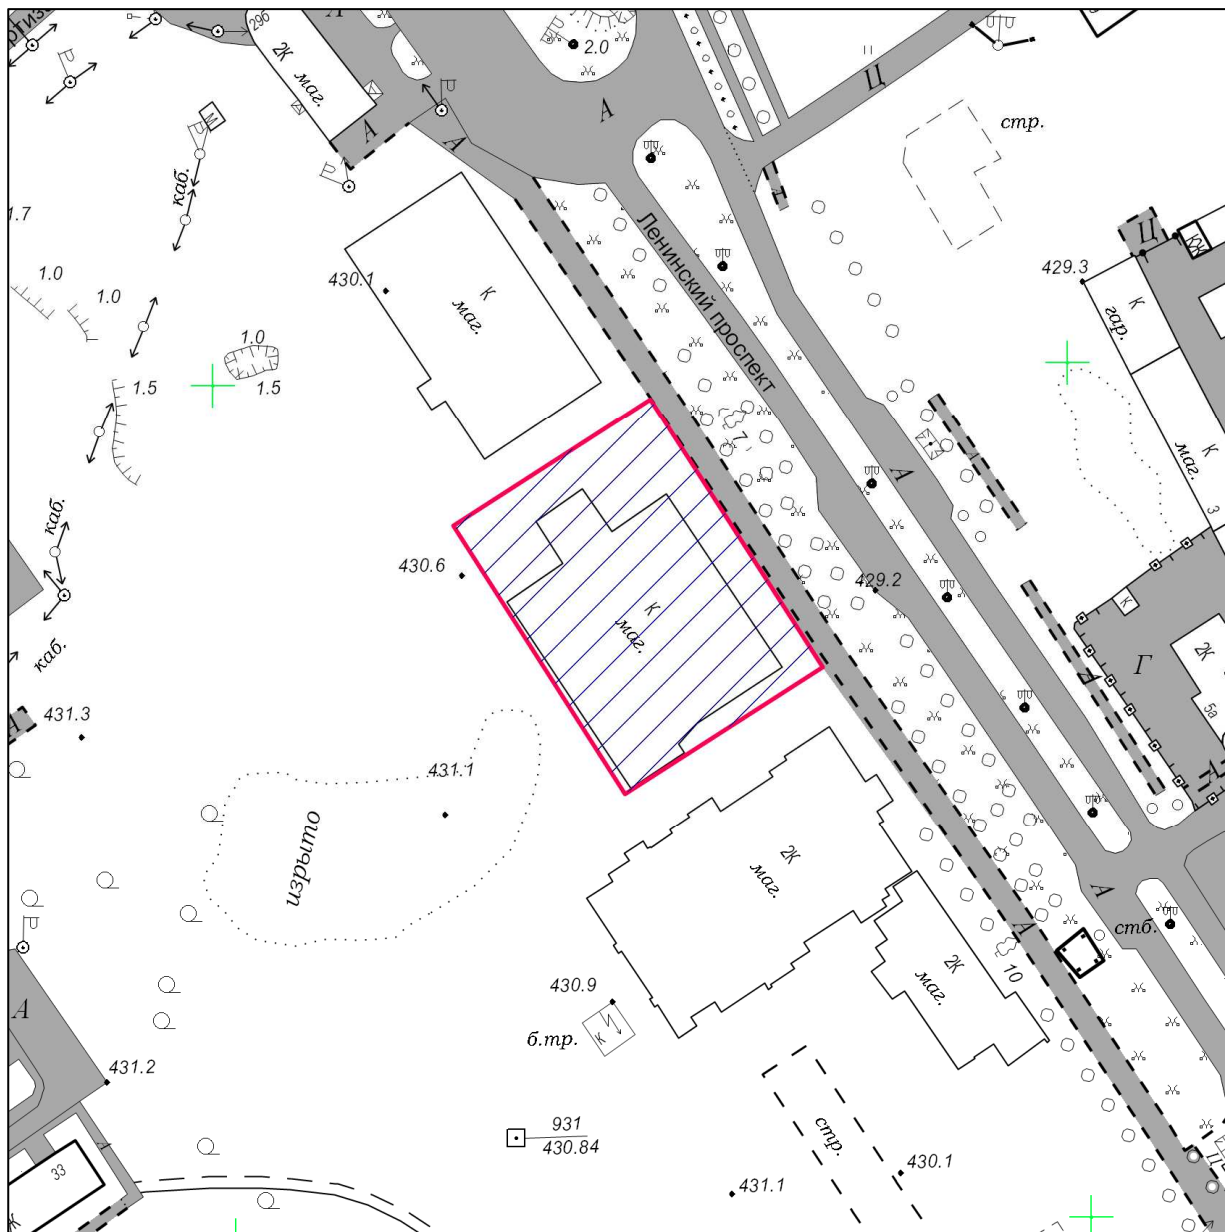 296
2К
маг.
А
2.0
А
А
А
Ц
стр.
каб.
М
1.7
1.0
1.0
1.0
1.5
1.5
430.1
К
маг.
Ленинский проспект
429.3
Ц
КЖ
К
гар.
К
маг.
3
7
А
каб.
430.6
429.2
К
маг.
К
Г
2К
5а
А
каб.
431.3
431.1
изрыто
2К
маг.
А
стб.
2К
маг.
10
А
А
430.9
б.тр.
К
431.2
931
430.84
стр.
430.1
431.1
33
Ж